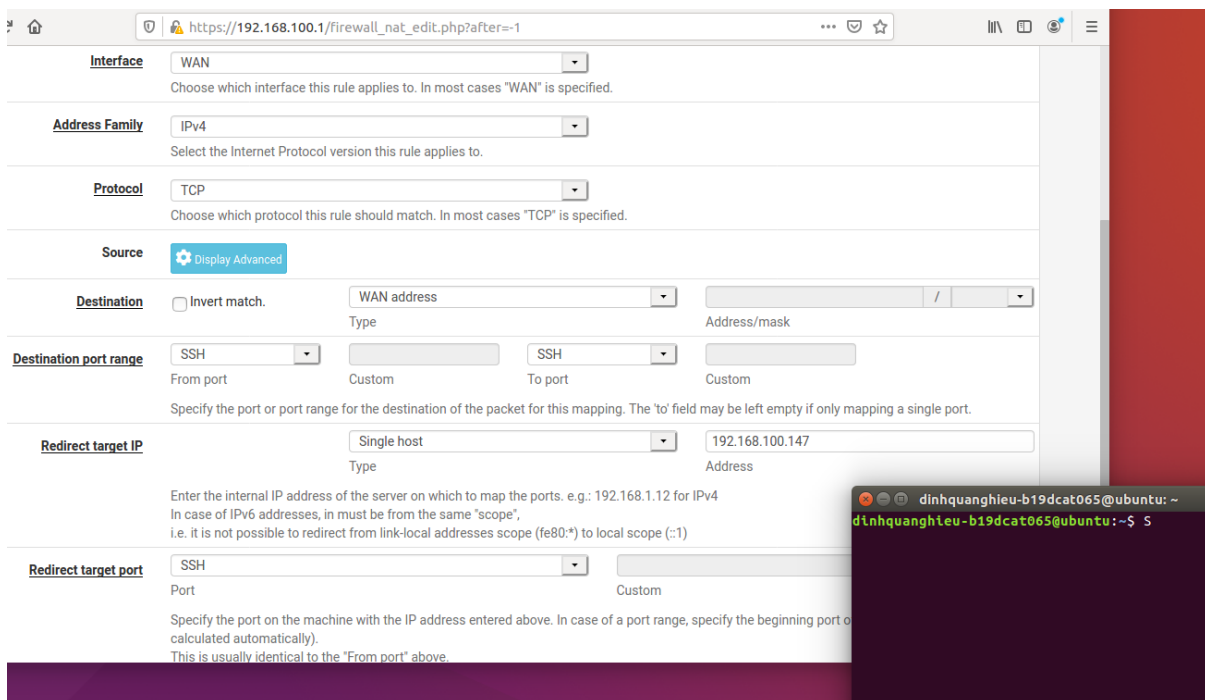 https://192.168.100.1/firewall_nat_edit.php?after=-1
Interface
WAN
Choose which interface this rule applies to. In most cases "WAN" is specified.
Address Family
IPv4
Select the Internet Protocol version this rule applies to.
Protocol
TCP
Choose which protocol this rule should match. In most cases "TCP" is specified.
Source
Display Advanced
Destination
Invert match.
WAN address
/
Type
Address/mask
Destination port range
SSH
SSH
From port
Custom
To port
Custom
Specify the port or port range for the destination of the packet for this mapping. The 'to' field may be left empty if only mapping a single port.
Redirect target IP
Single host
192.168.100.147
Type
Address
Enter the internal IP address of the server on which to map the ports. e.g.: 192.168.1.12 for IPv4
In case of IPv6 addresses, in must be from the same "scope",
i.e. it is not possible to redirect from link-local addresses scope (fe80:*) to local scope (::1)
Redirect target port
SSH
Port
Custom
Specify the port on the machine with the IP address entered above. In case of a port range, specify the beginning port o
calculated automatically).
This is usually identical to the "From port" above.
dinhquanghieu-b19dcat065@ubuntu: ~
dinhquanghieu-b19dcat065@ubuntu:~$ S